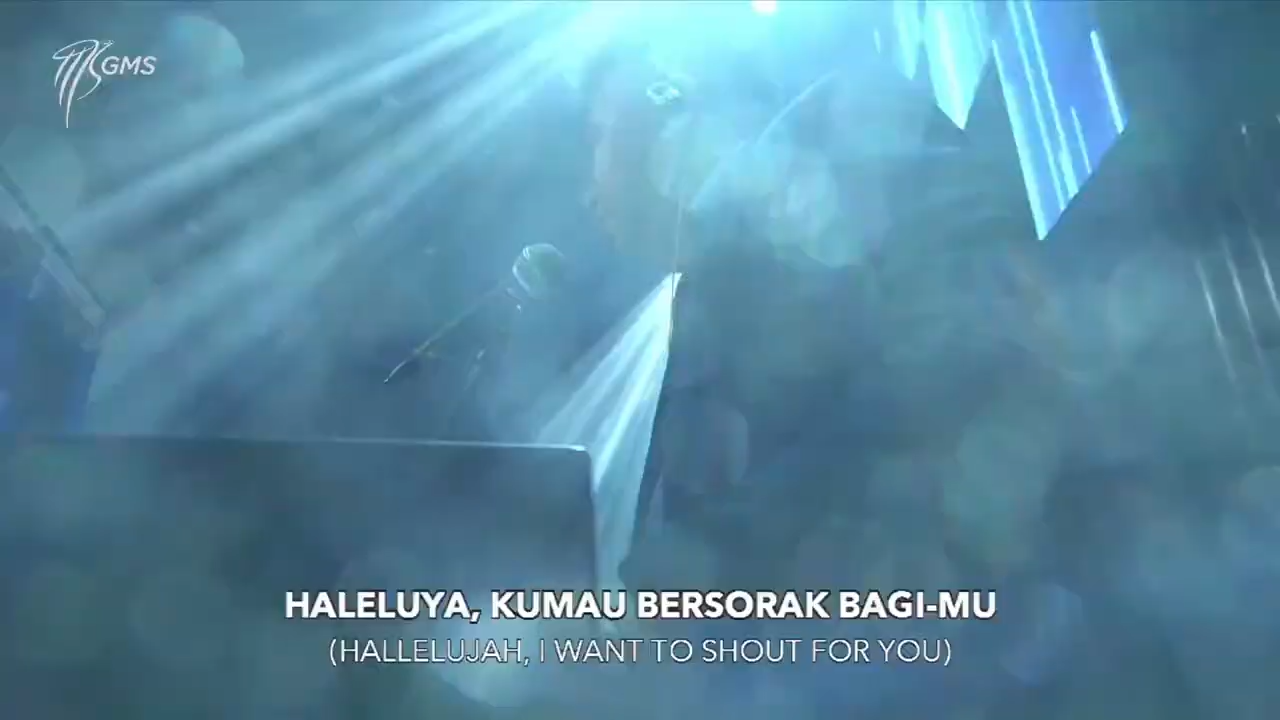 GMS
HALELUYA, KUMAU BERSORAK BAGI-MU
(HALLELUJAH, I WANT TO SHOUT FOR YOU)